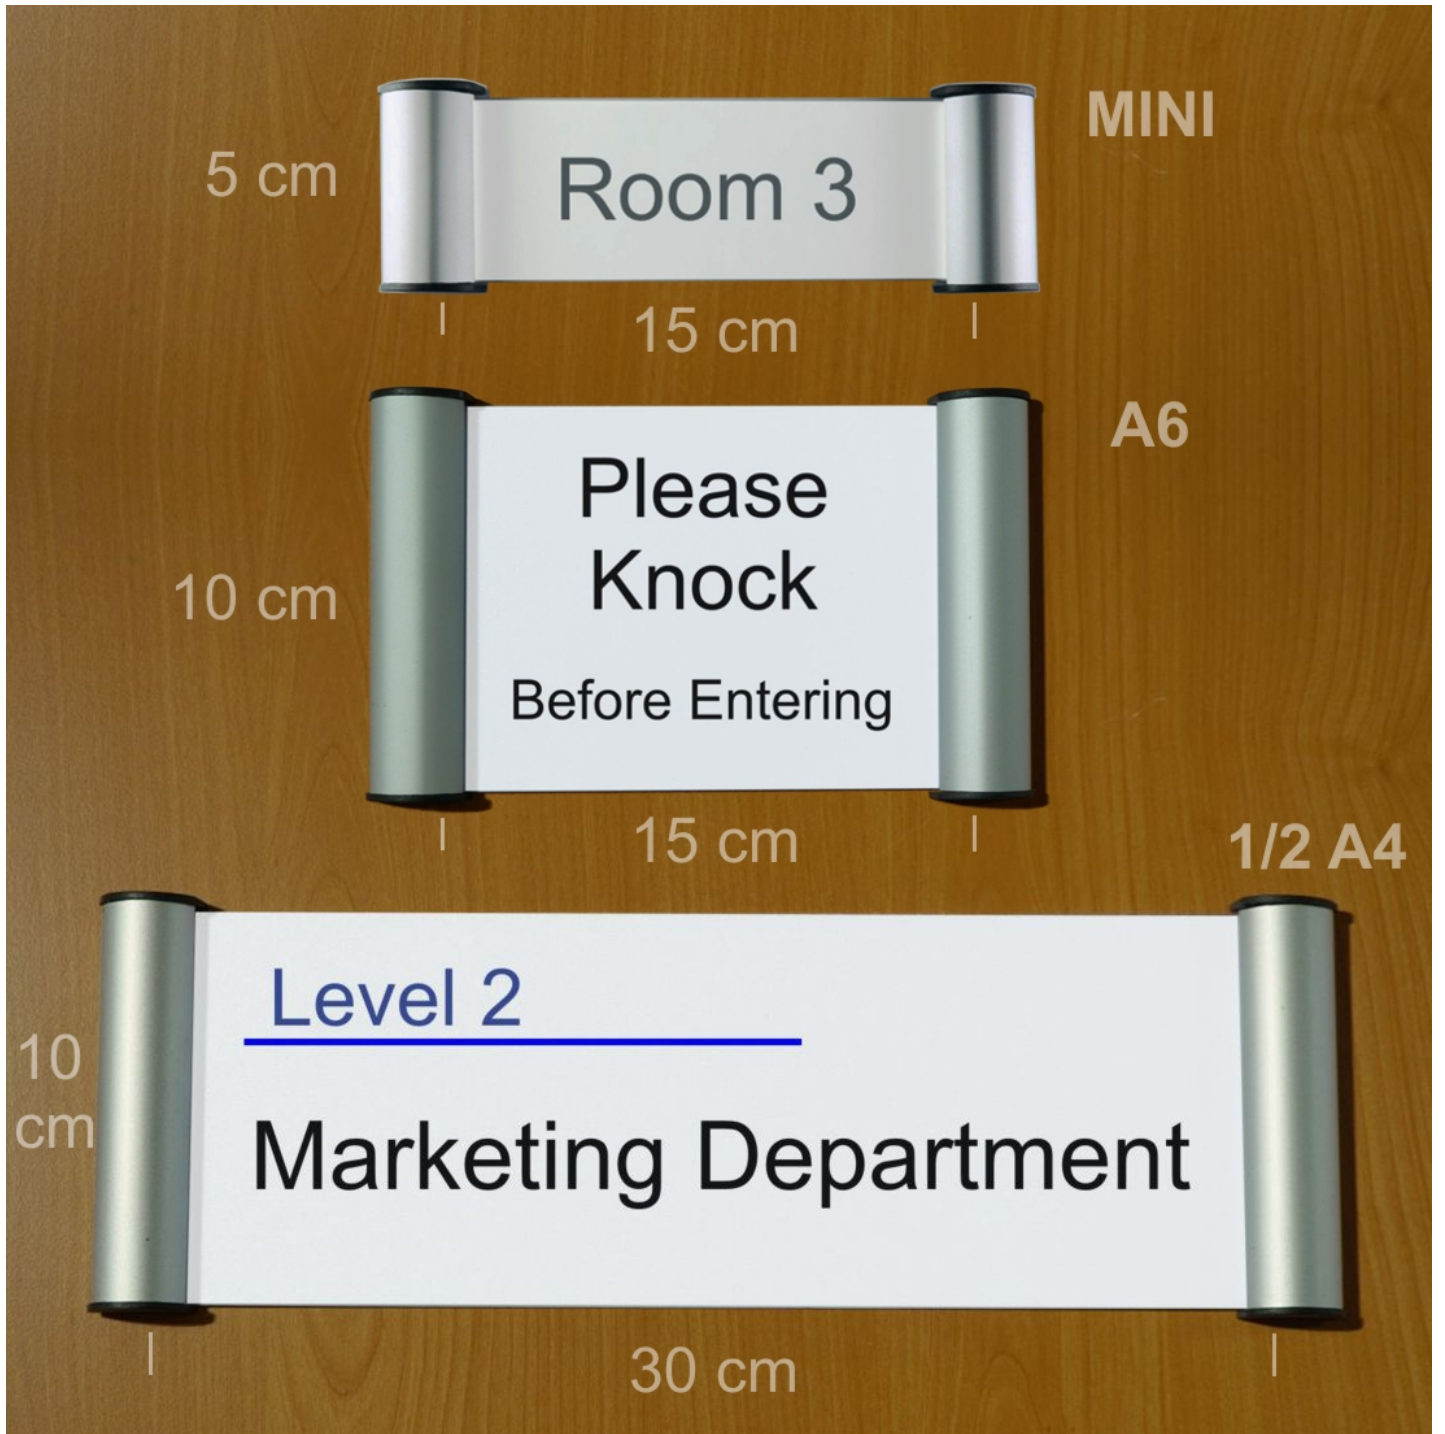 MINI
5 cm
Room 3
15 cm
A6
Please
Knock
10 cm
Before Entering
15 cm
1/2 A4
Level 2
10
cm
Marketing Department
30 cm